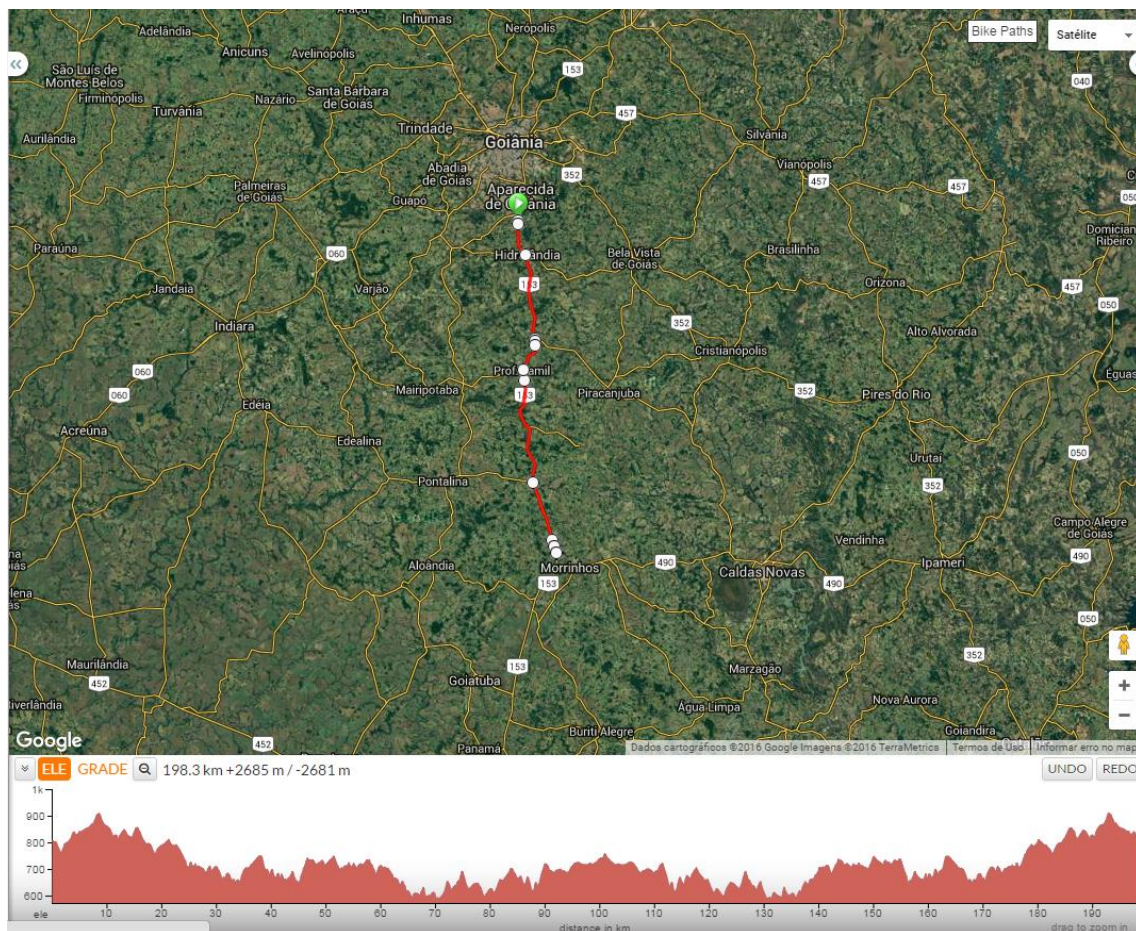 Inhumas
Nerópolis
Adelândia
Anicuns
Avelinópolis
Bike Paths
Satélite
«
153
São Luís de
Montes Belos
040
Firminópolis
Nazário
Santa Bárbara
de Goiás
Turvânia
457
Aurilândia
Trindade
Goiânia
Silvânia
Abadia
de Goiás
Vianópolis
352
457
457
Palmeiras
de Goiás
Guapo
Aparecida
de Goiânia
050
Domiciano
Ribeiro
Paraúna
060
Hidrolândia
Bela Vista
de Goiás
Brasilinha
Jandaia
Varjão
153
Orizona
457
050
Indiara
352
Alto Alvorada
Cristianópolis
060
Prof. Jamil
060
Mairipotaba
153
Piracanjuba
352
Pires do Rio
Edéia
Acreúna
Edealina
050
Urutaí
Pontalina
352
Campo Alegre
de Goiás
Vendinha
490
Aloândia
Morrinhos
490
Caldas Novas
490
Ipameri
153
050
Maurilândia
452
153
Goiatuba
Marzagão
352
Nova Aurora
Água Limpa
Buriti Alegre
Goiandira
452
Panamá
+
−
Google
Dados cartográficos ©2016 Google Imagens ©2016 TerraMetrics
Termos de Uso
Informar erro no mapa
ELE GRADE 198.3 km +2685 m / -2681 m
UNDO REDO
1k
900
800
700
600
ele 10 20 30 40 50 60 70 80 90 100 110 120 130 140 150 160 170 180 190
distance in km
drag to zoom in